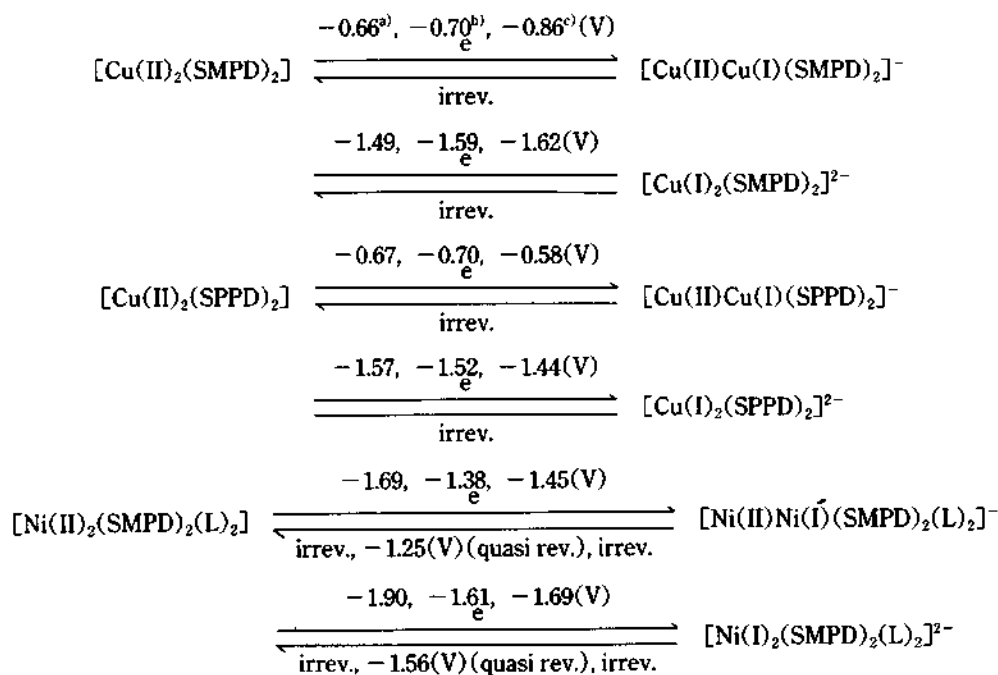 −0.66ᵃ⁾, −0.70ᵇ⁾, −0.86ᶜ⁾(V)
e
[Cu(II)₂(SMPD)₂] [Cu(II)Cu(I)(SMPD)₂]⁻
irrev.
−1.49, −1.59, −1.62(V)
e
[Cu(I)₂(SMPD)₂]²⁻
irrev.
−0.67, −0.70, −0.58(V)
e
[Cu(II)₂(SPPD)₂] [Cu(II)Cu(I)(SPPD)₂]⁻
irrev.
−1.57, −1.52, −1.44(V)
e
[Cu(I)₂(SPPD)₂]²⁻
irrev.
−1.69, −1.38, −1.45(V)
e
[Ni(II)₂(SMPD)₂(L)₂] [Ni(II)Ni(I)(SMPD)₂(L)₂]⁻
irrev., −1.25(V)(quasi rev.), irrev.
−1.90, −1.61, −1.69(V)
e
[Ni(I)₂(SMPD)₂(L)₂]²⁻
irrev., −1.56(V)(quasi rev.), irrev.